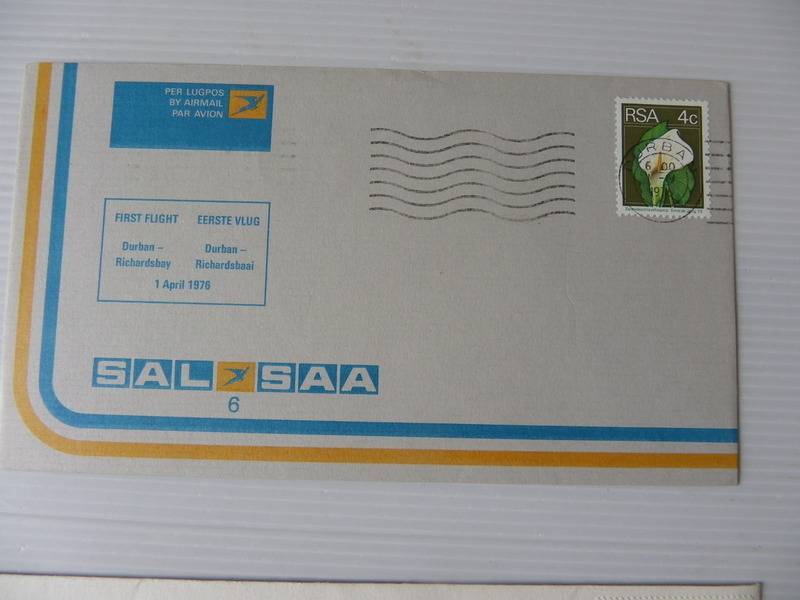 PER LUGPOS
BY AIRMAIL
PAR AVION
RSA 4c
FIRST FLIGHT EERSTE VLUG
Durban – Durban –
Richardsbay Richardsbaai
1 April 1976
SAL SAA
6